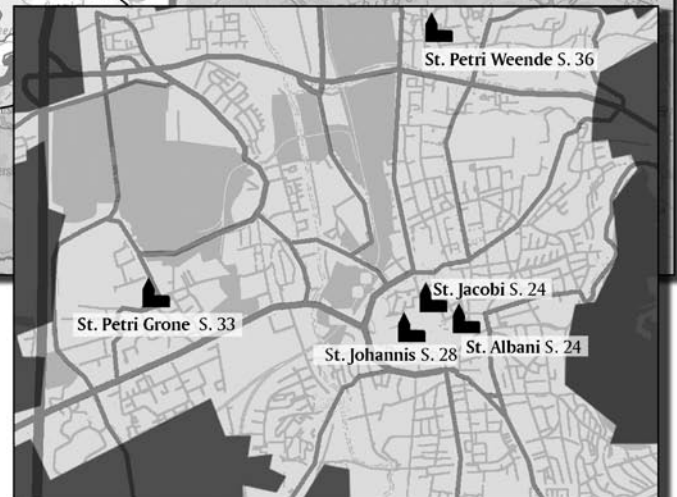 St. Petri Weende S. 36
St. Jacobi S. 24
St. Petri Grone S. 33
St. Johannis S. 28
St. Albani S. 24